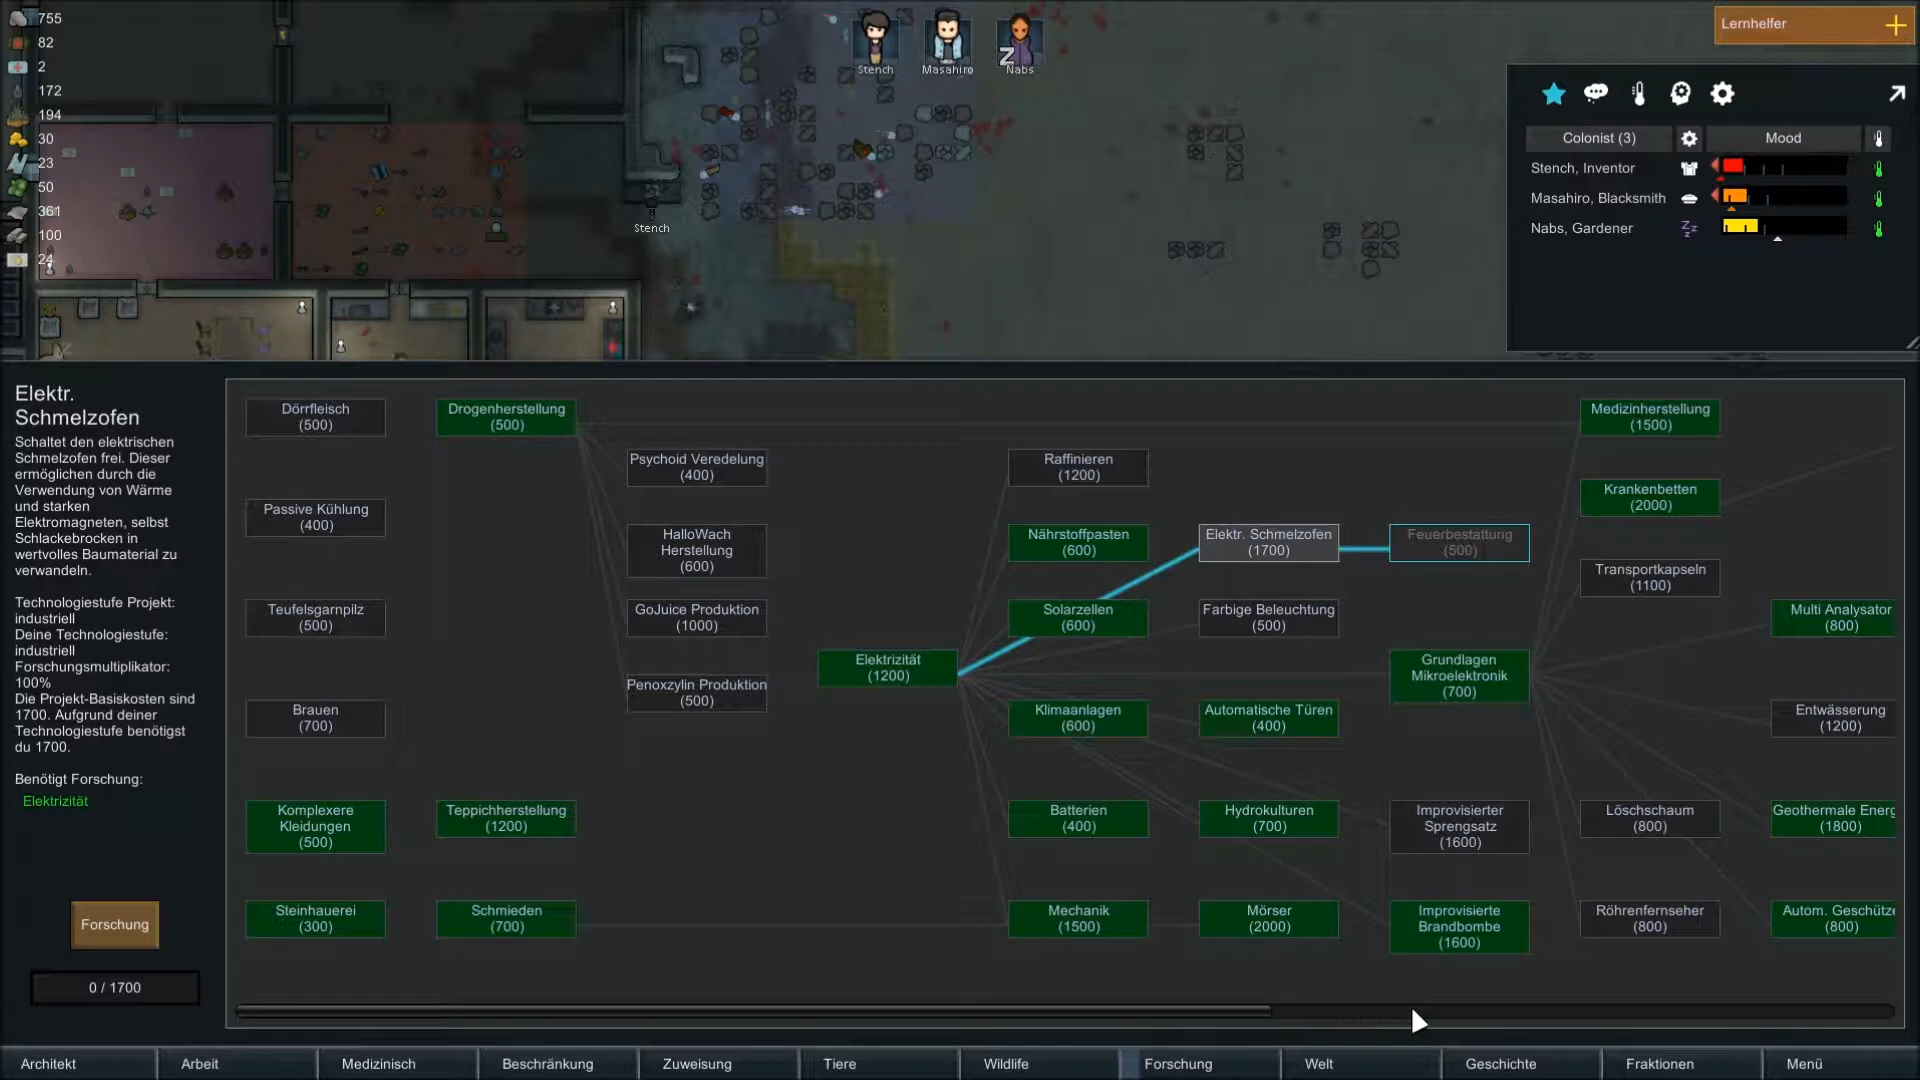 755
82
2
172
194
30
23
50
361
100
24
Stench
Masahiro
Nabs
Z
Stench
Lernhelfer
Colonist (3)
Mood
Stench, Inventor
Masahiro, Blacksmith
Nabs, Gardener
Elektr.
Schmelzofen
Schaltet den elektrischen
Schmelzofen frei. Dieser
ermöglichen durch die
Verwendung von Wärme
und starken
Elektromagneten, selbst
Schlackebrocken in
wertvolles Baumaterial zu
verwandeln.
Technologiestufe Projekt:
industriell
Deine Technologiestufe:
industriell
Forschungsmultiplikator:
100%
Die Projekt-Basiskosten sind
1700. Aufgrund deiner
Technologiestufe benötigst
du 1700.
Benötigt Forschung:
Elektrizität
Forschung
0 / 1700
Dörrfleisch
(500)
Passive Kühlung
(400)
Teufelsgarnpilz
(500)
Brauen
(700)
Komplexere
Kleidungen
(500)
Steinhauerei
(300)
Drogenherstellung
(500)
Teppichherstellung
(1200)
Schmieden
(700)
Psychoid Veredelung
(400)
HalloWach
Herstellung
(600)
GoJuice Produktion
(1000)
Penoxzylin Produktion
(500)
Elektrizität
(1200)
Raffinieren
(1200)
Nährstoffpasten
(600)
Solarzellen
(600)
Klimaanlagen
(600)
Batterien
(400)
Mechanik
(1500)
Elektr. Schmelzofen
(1700)
Farbige Beleuchtung
(500)
Automatische Türen
(400)
Hydrokulturen
(700)
Mörser
(2000)
Feuerbestattung
(500)
Grundlagen
Mikroelektronik
(700)
Improvisierter
Sprengsatz
(1600)
Improvisierte
Brandbombe
(1600)
Medizinherstellung
(1500)
Krankenbetten
(2000)
Transportkapseln
(1100)
Löschschaum
(800)
Röhrenfernseher
(800)
Multi Analysator
(800)
Entwässerung
(1200)
Geothermale Energ
(1800)
Autom. Geschütze
(800)
Architekt
Arbeit
Medizinisch
Beschränkung
Zuweisung
Tiere
Wildlife
Forschung
Welt
Geschichte
Fraktionen
Menü